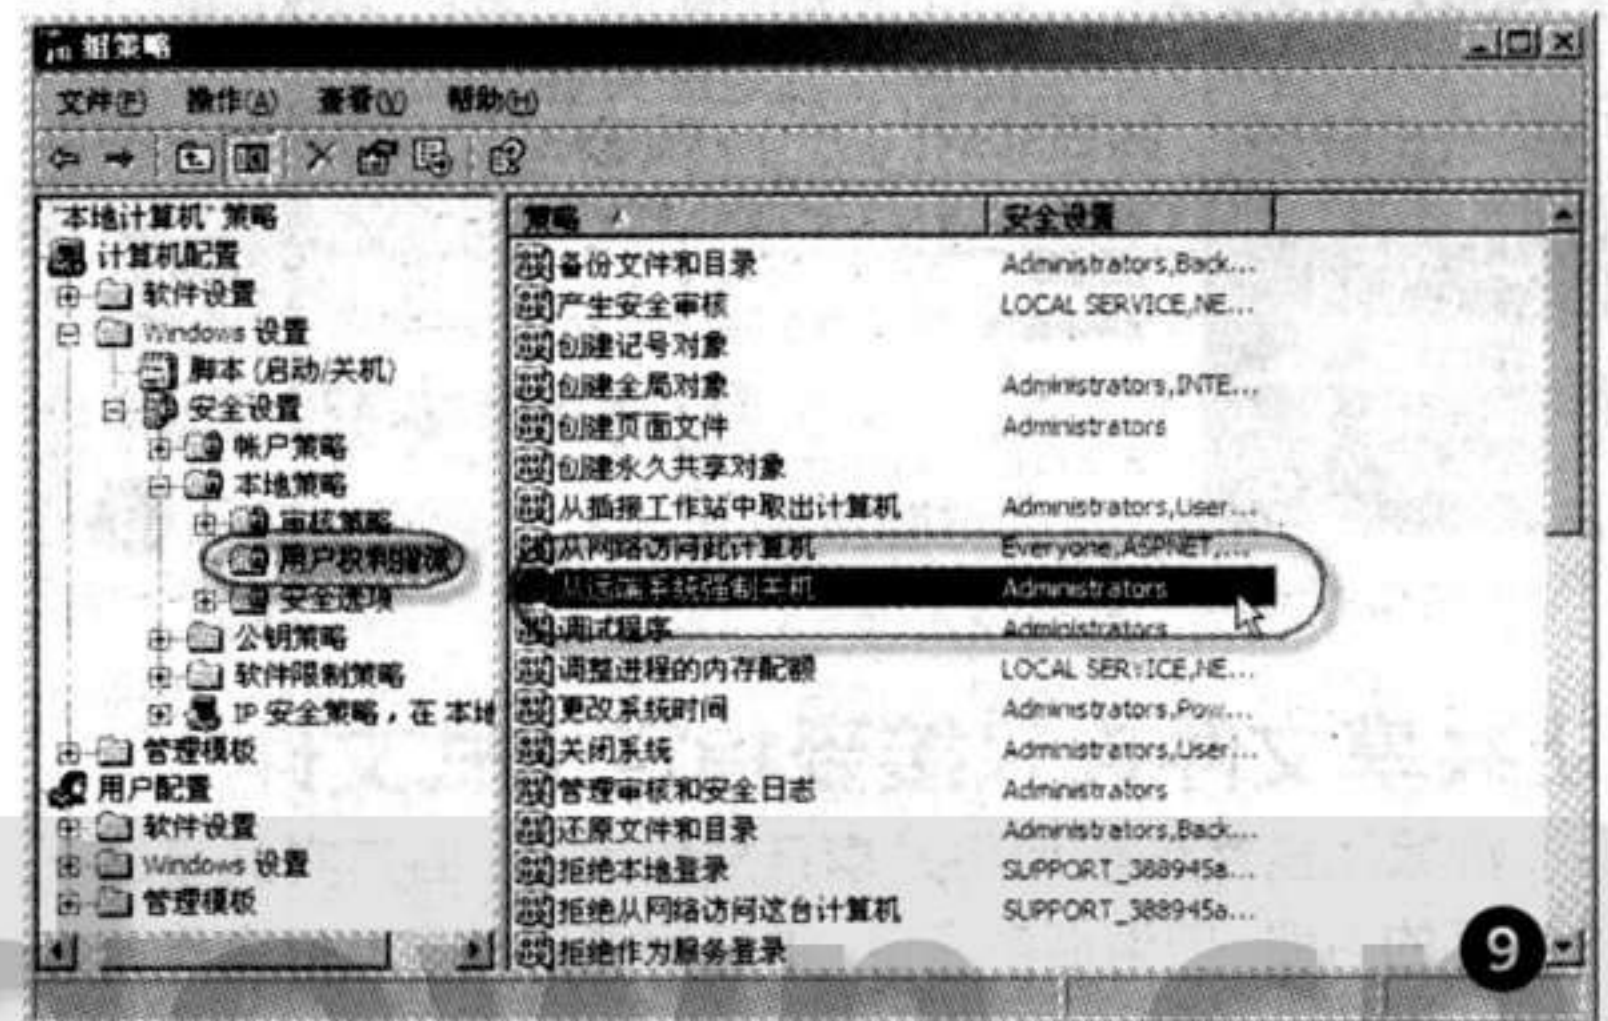 组策略
文件(F) 操作(A) 查看(V) 帮助(H)
"本地计算机" 策略
计算机配置
软件设置
Windows 设置
脚本 (启动/关机)
安全设置
帐户策略
本地策略
审核策略
用户权利指派
安全选项
公钥策略
软件限制策略
IP 安全策略，在 本地
管理模板
用户配置
软件设置
Windows 设置
管理模板
策略 安全设置
备份文件和目录 Administrators,Back...
产生安全审核 LOCAL SERVICE,NE...
创建记号对象
创建全局对象 Administrators,INTE...
创建页面文件 Administrators
创建永久共享对象
从插接工作站中取出计算机 Administrators,User...
从网络访问此计算机 Everyone,ASPNET,...
从远端系统强制关机 Administrators
调试程序 Administrators
调整进程的内存配额 LOCAL SERVICE,NE...
更改系统时间 Administrators,Pow...
关闭系统 Administrators,User...
管理审核和安全日志 Administrators
还原文件和目录 Administrators,Back...
拒绝本地登录 SUPPORT_388945a...
拒绝从网络访问这台计算机 SUPPORT_388945a...
拒绝作为服务登录
9